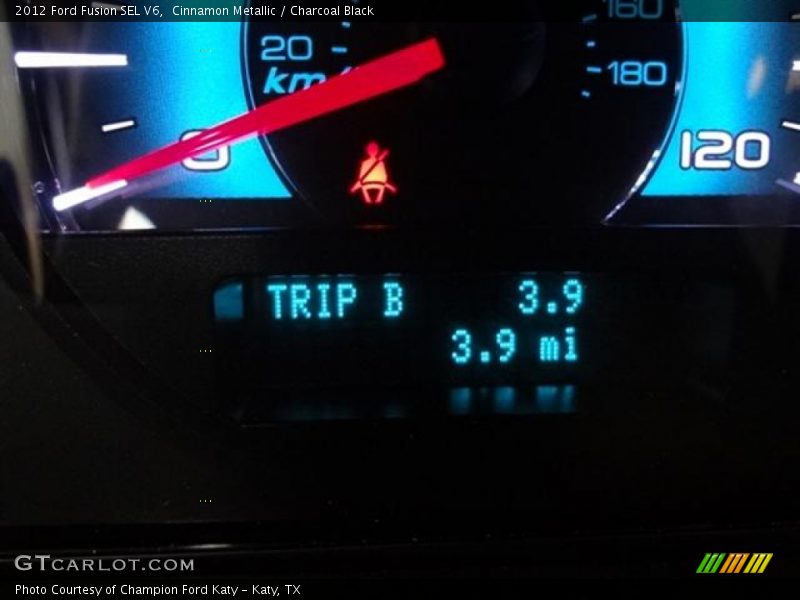 2012 Ford Fusion SEL V6, Cinnamon Metallic / Charcoal Black
160
20
km/
180
0
120
TRIP B 3.9
3.9 mi
GTCARLOT.COM
Photo Courtesy of Champion Ford Katy - Katy, TX